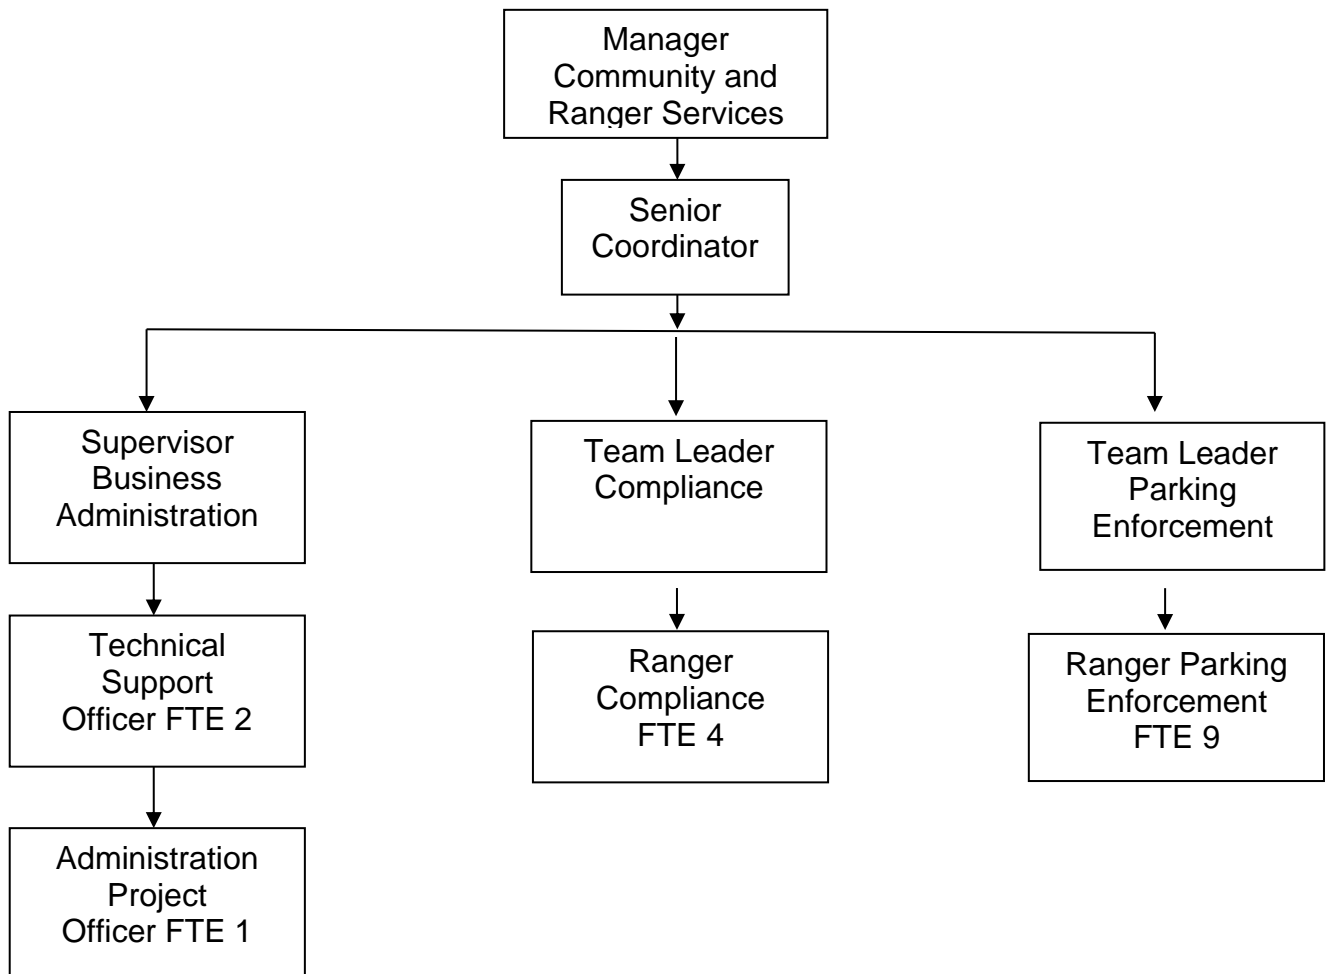 Manager
Community and
Ranger Services
Senior
Coordinator
Supervisor
Business
Administration
Team Leader
Compliance
Team Leader
Parking
Enforcement
Technical
Support
Officer FTE 2
Ranger
Compliance
FTE 4
Ranger Parking
Enforcement
FTE 9
Administration
Project
Officer FTE 1